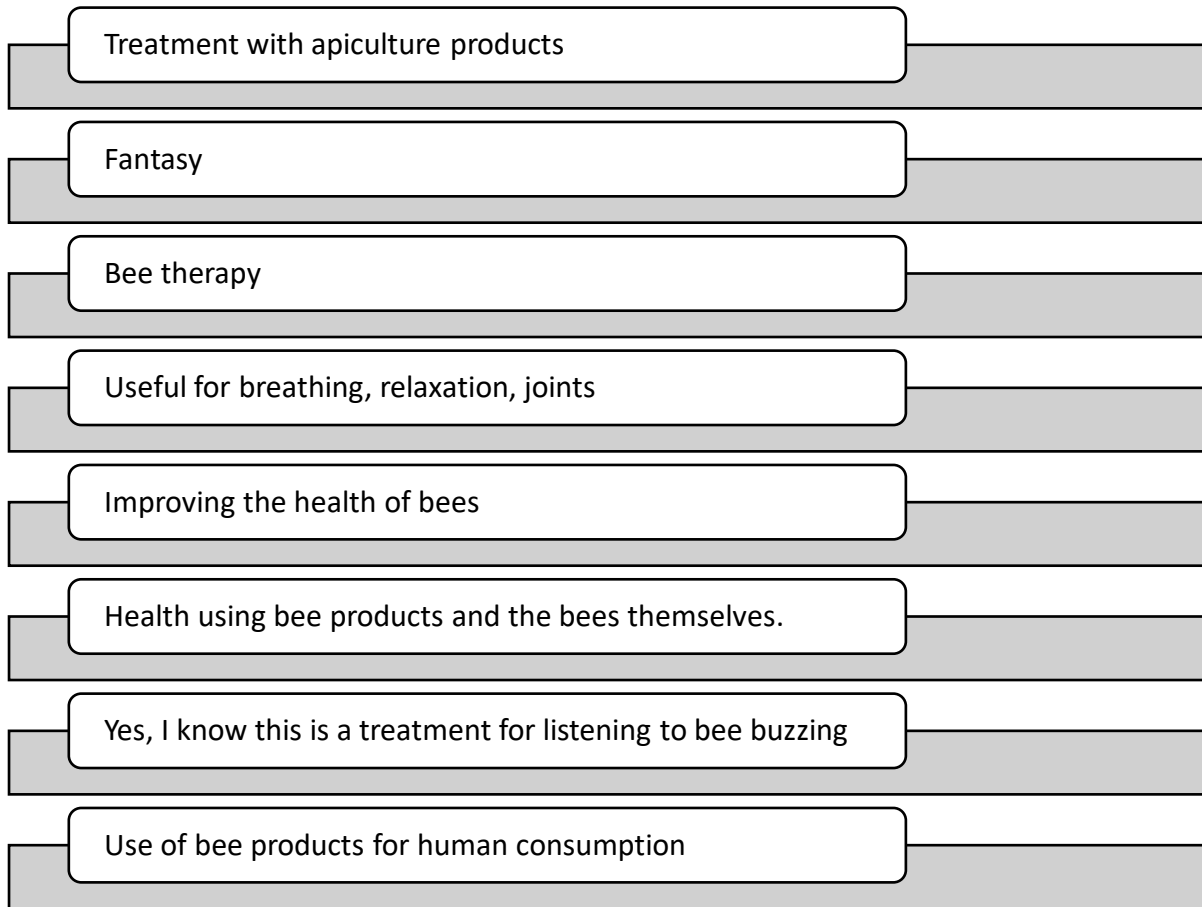 Treatment with apiculture products
Fantasy
Bee therapy
Useful for breathing, relaxation, joints
Improving the health of bees
Health using bee products and the bees themselves.
Yes, I know this is a treatment for listening to bee buzzing
Use of bee products for human consumption